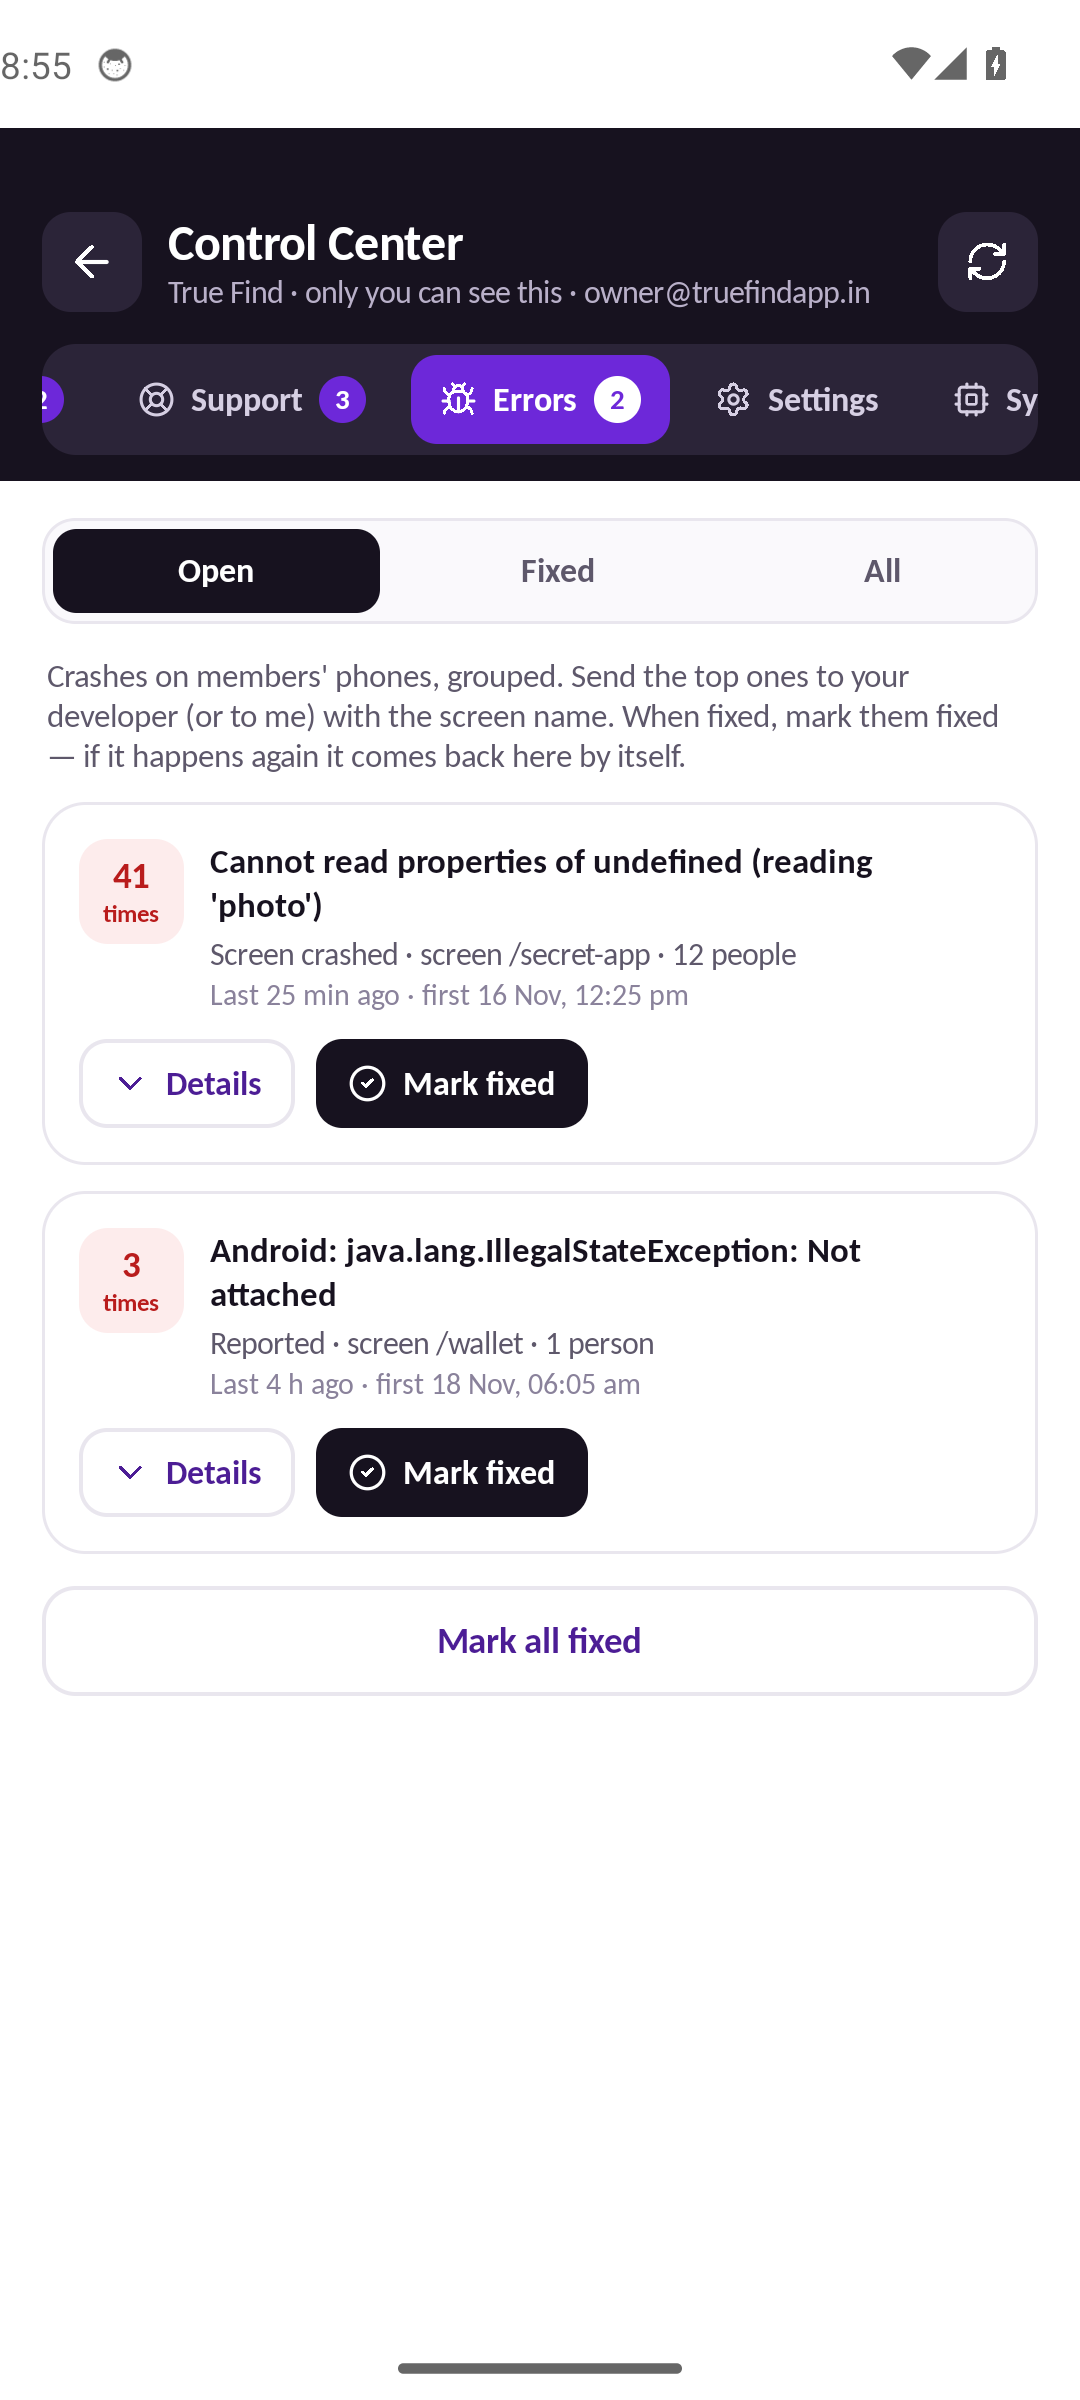 8:55
Control Center
True Find · only you can see this · owner@truefindapp.in
2 Support 3 Errors 2 Settings Sy
Open Fixed All
Crashes on members' phones, grouped. Send the top ones to your
developer (or to me) with the screen name. When fixed, mark them fixed
— if it happens again it comes back here by itself.
41
times
Cannot read properties of undefined (reading
'photo')
Screen crashed · screen /secret-app · 12 people
Last 25 min ago · first 16 Nov, 12:25 pm
Details Mark fixed
3
times
Android: java.lang.IllegalStateException: Not
attached
Reported · screen /wallet · 1 person
Last 4 h ago · first 18 Nov, 06:05 am
Details Mark fixed
Mark all fixed